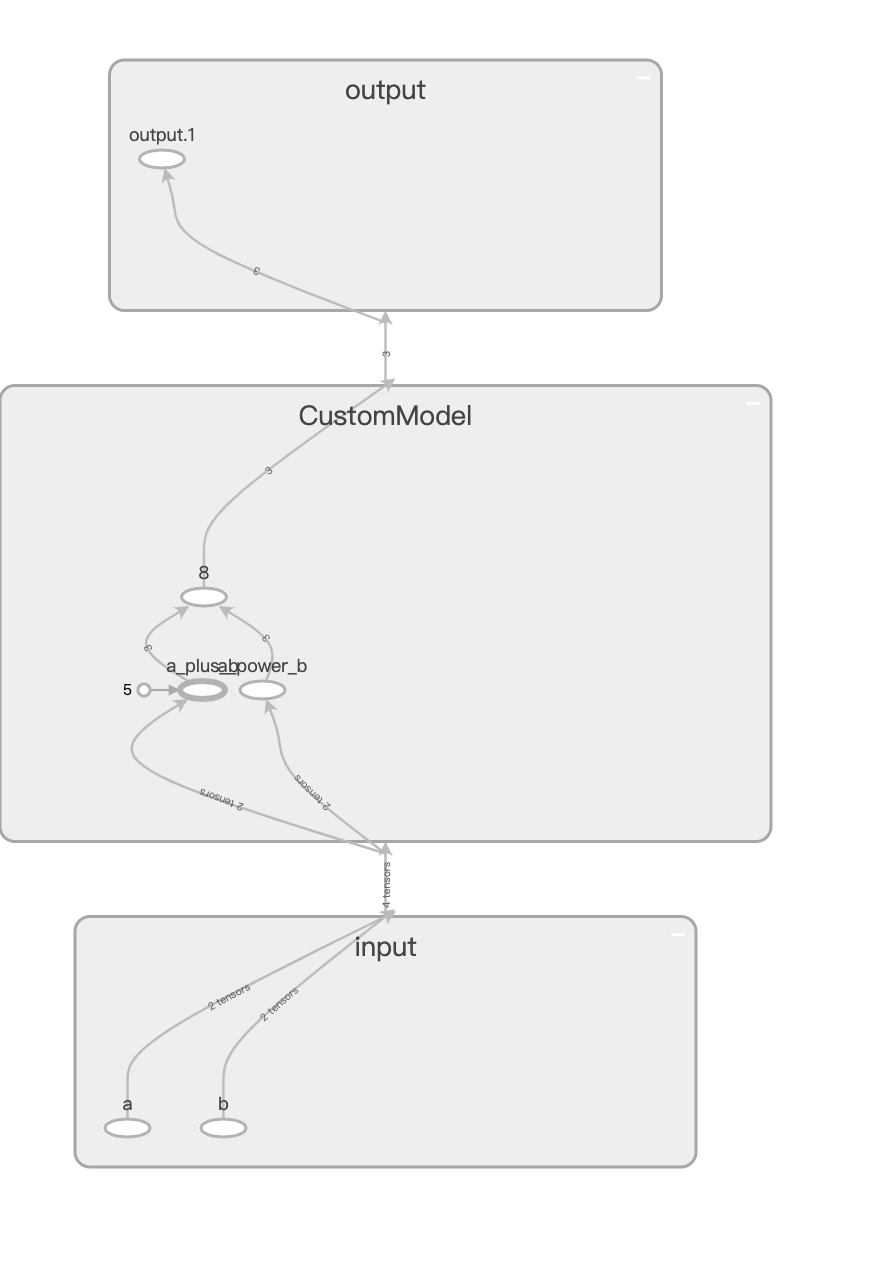 output
output.1
3
3
CustomModel
3
8
3
3
a_plus_b
ab_power_b
5
2 tensors
2 tensors
4 tensors
input
2 tensors
2 tensors
a
b